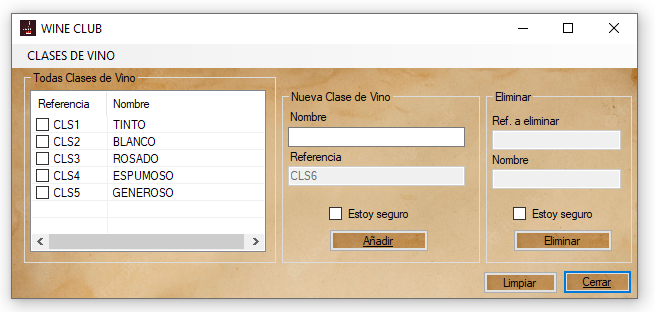 WINE CLUB
CLASES DE VINO
Todas Clases de Vino
Referencia Nombre
CLS1 TINTO
CLS2 BLANCO
CLS3 ROSADO
CLS4 ESPUMOSO
CLS5 GENEROSO
Nueva Clase de Vino
Nombre
Referencia
CLS6
Estoy seguro
Añadir
Eliminar
Ref. a eliminar
Nombre
Estoy seguro
Eliminar
Limpiar Cerrar